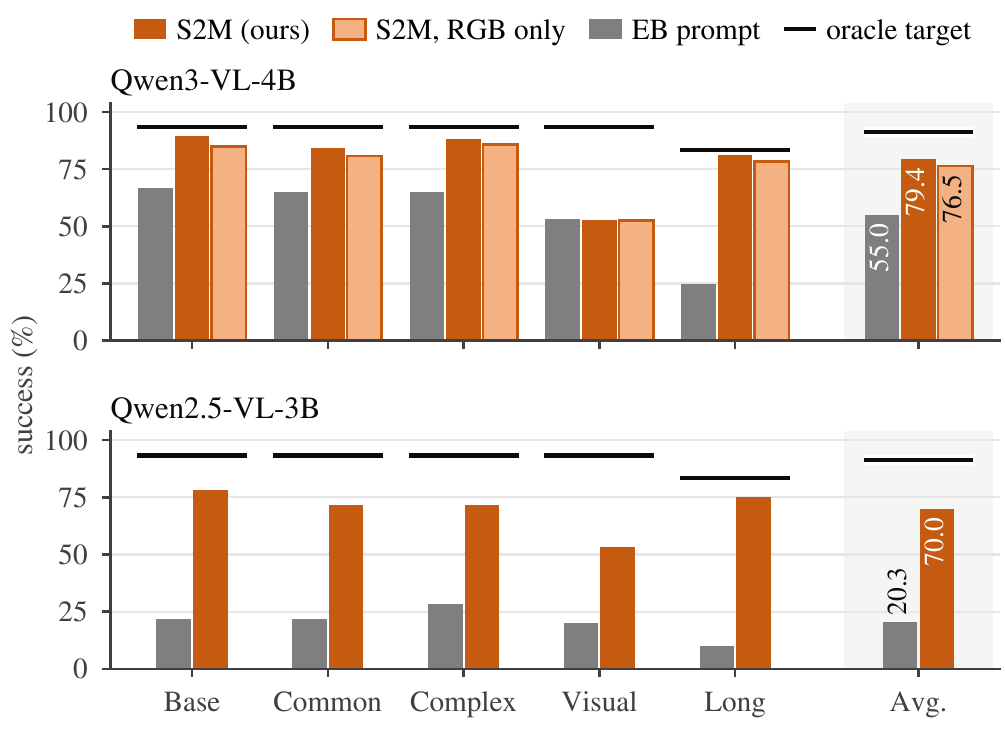 S2M (ours) S2M, RGB only EB prompt oracle target
Qwen3-VL-4B
100
75
50
25
0
55.0 79.4 76.5
success (%)
Qwen2.5-VL-3B
100
75
50
25
0
20.3 70.0
Base Common Complex Visual Long Avg.